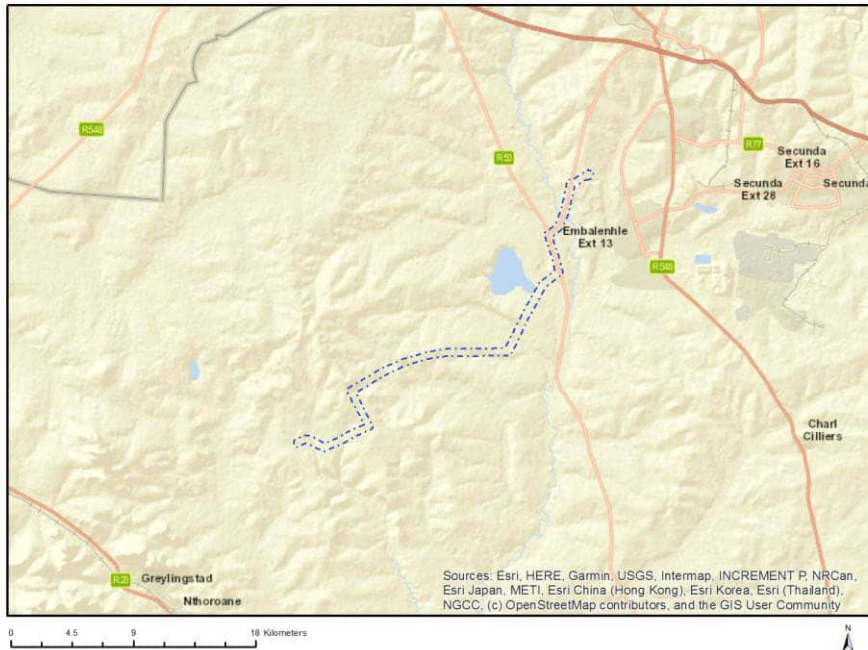 R548
R50
R77
Secunda
Ext 16
Secunda
Ext 28
Secunda
Embalenhle
Ext 13
R546
Charl
Cilliers
R23
Greylingstad
Nthoroane
Sources: Esri, HERE, Garmin, USGS, Intermap, INCREMENT P, NRCan,
Esri Japan, METI, Esri China (Hong Kong), Esri Korea, Esri (Thailand),
NGCC, (c) OpenStreetMap contributors, and the GIS User Community
0 4.5 9 18 Kilometers
N